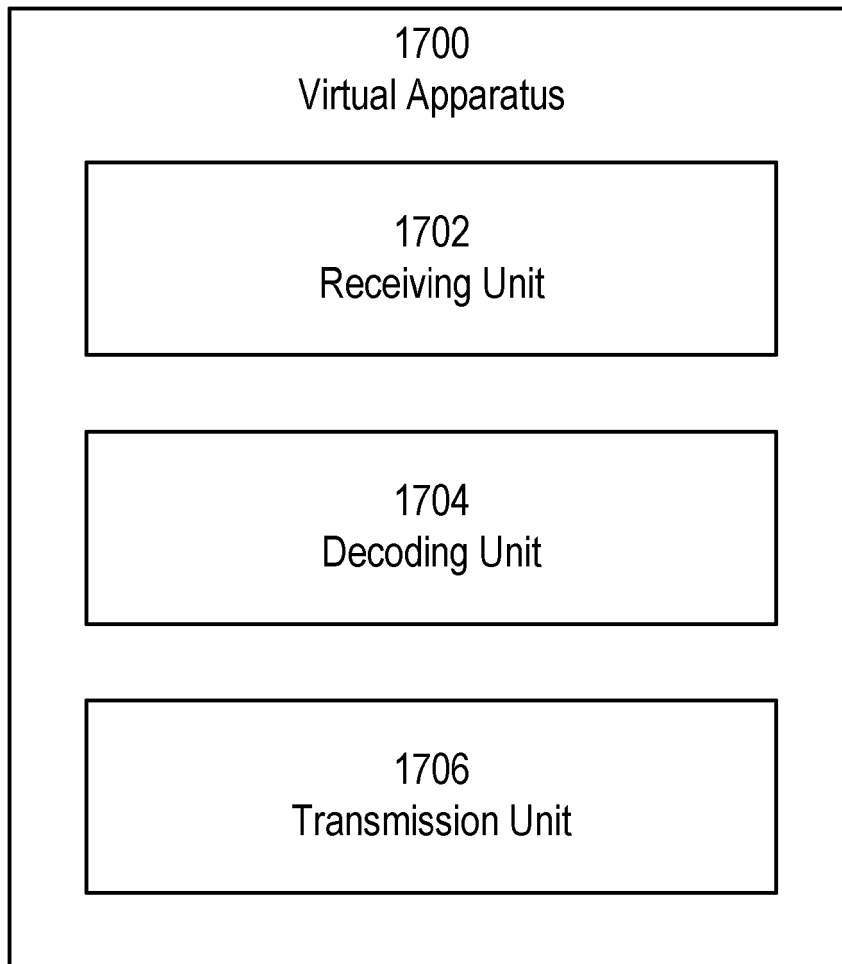 1700
Virtual Apparatus
1702
Receiving Unit
1704
Decoding Unit
1706
Transmission Unit